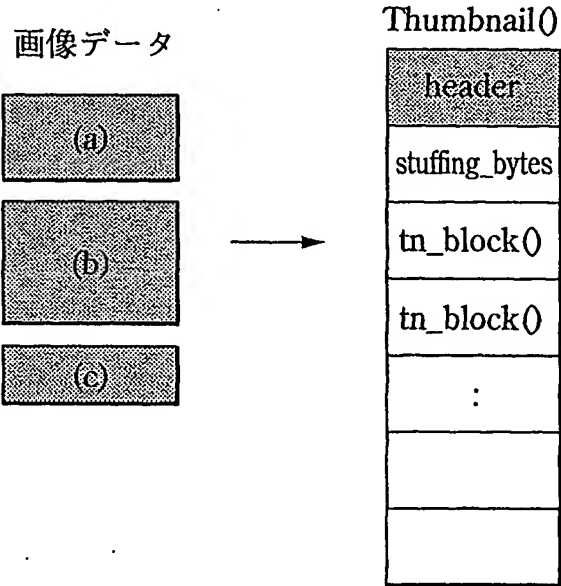 画像データ
(a)
(b)
(c)
Thumbnail()
header
stuffing_bytes
tn_block()
tn_block()
: